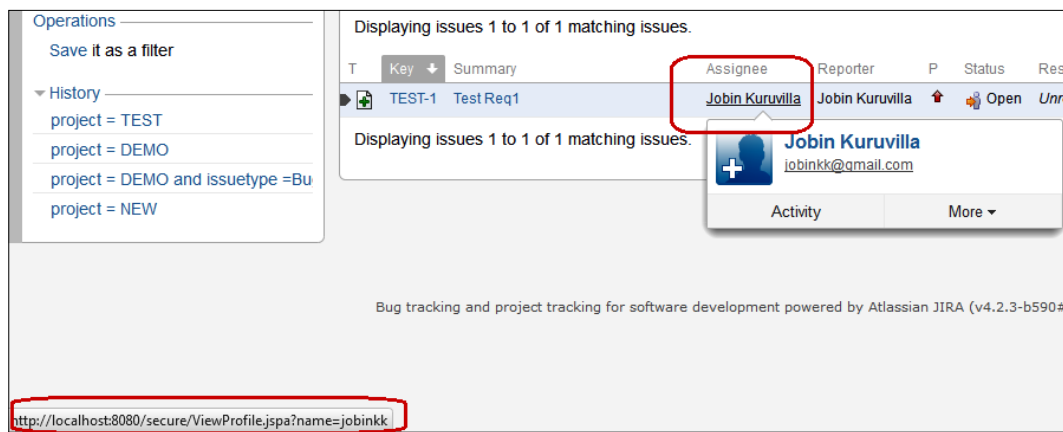 Operations
Save it as a filter
History
project = TEST
project = DEMO
project = DEMO and issuetype =Bu
project = NEW
Displaying issues 1 to 1 of 1 matching issues.
T Key Summary Assignee Reporter P Status Res
TEST-1 Test Req1 Jobin Kuruvilla Jobin Kuruvilla Open Unr
Displaying issues 1 to 1 of 1 matching issues.
Jobin Kuruvilla
jobinkk@gmail.com
Activity More
Bug tracking and project tracking for software development powered by Atlassian JIRA (v4.2.3-b590#
http://localhost:8080/secure/ViewProfile.jspa?name=jobinkk